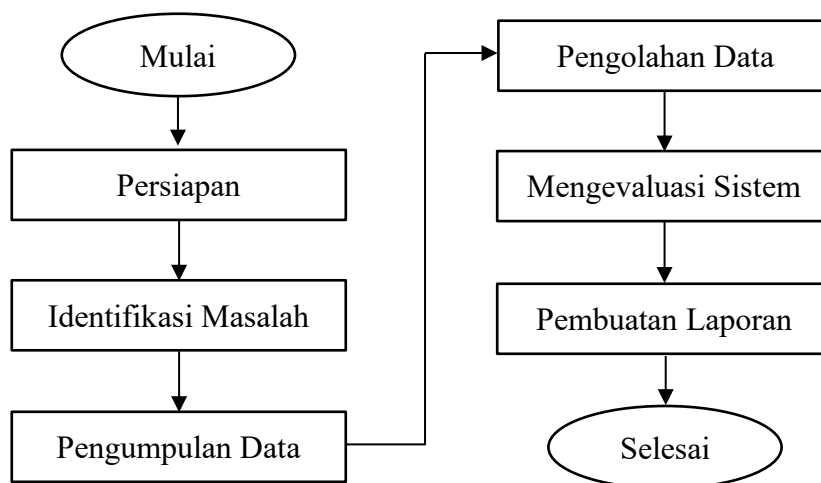 Mulai
Persiapan
Identifikasi Masalah
Pengumpulan Data
Pengolahan Data
Mengevaluasi Sistem
Pembuatan Laporan
Selesai